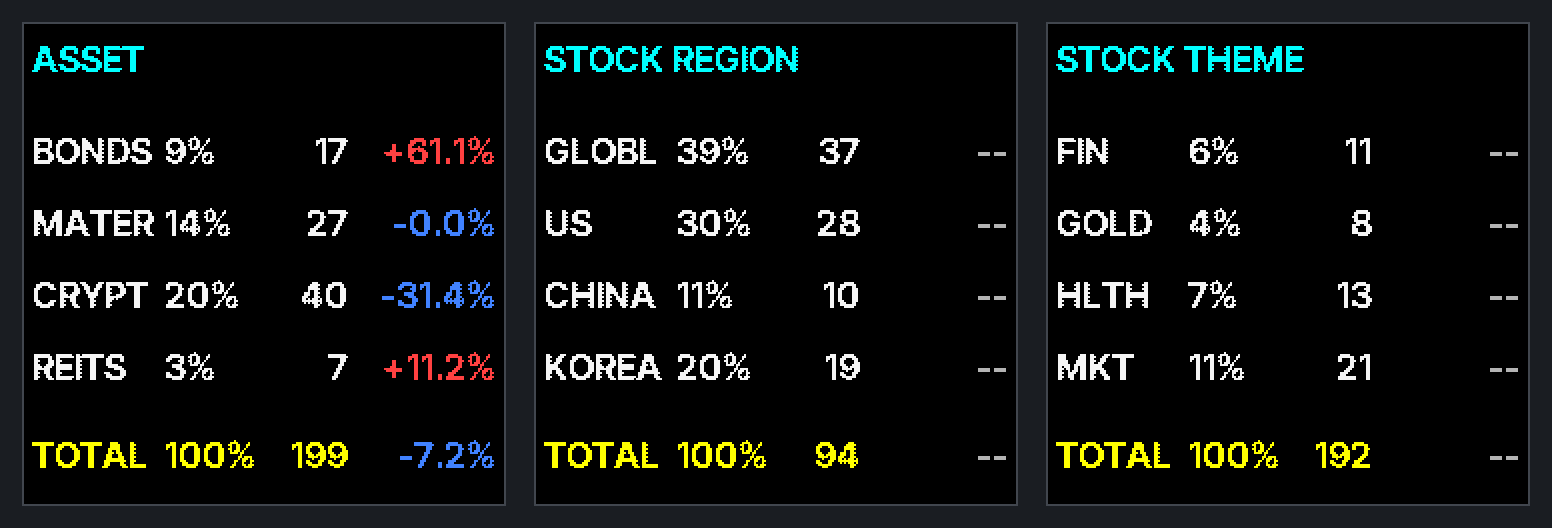 ASSET
BONDS 9% 17 +61.1%
MATER 14% 27 -0.0%
CRYPT 20% 40 -31.4%
REITS 3% 7 +11.2%
TOTAL 100% 199 -7.2%
STOCK REGION
GLOBL 39% 37 --
US 30% 28 --
CHINA 11% 10 --
KOREA 20% 19 --
TOTAL 100% 94 --
STOCK THEME
FIN 6% 11 --
GOLD 4% 8 --
HLTH 7% 13 --
MKT 11% 21 --
TOTAL 100% 192 --